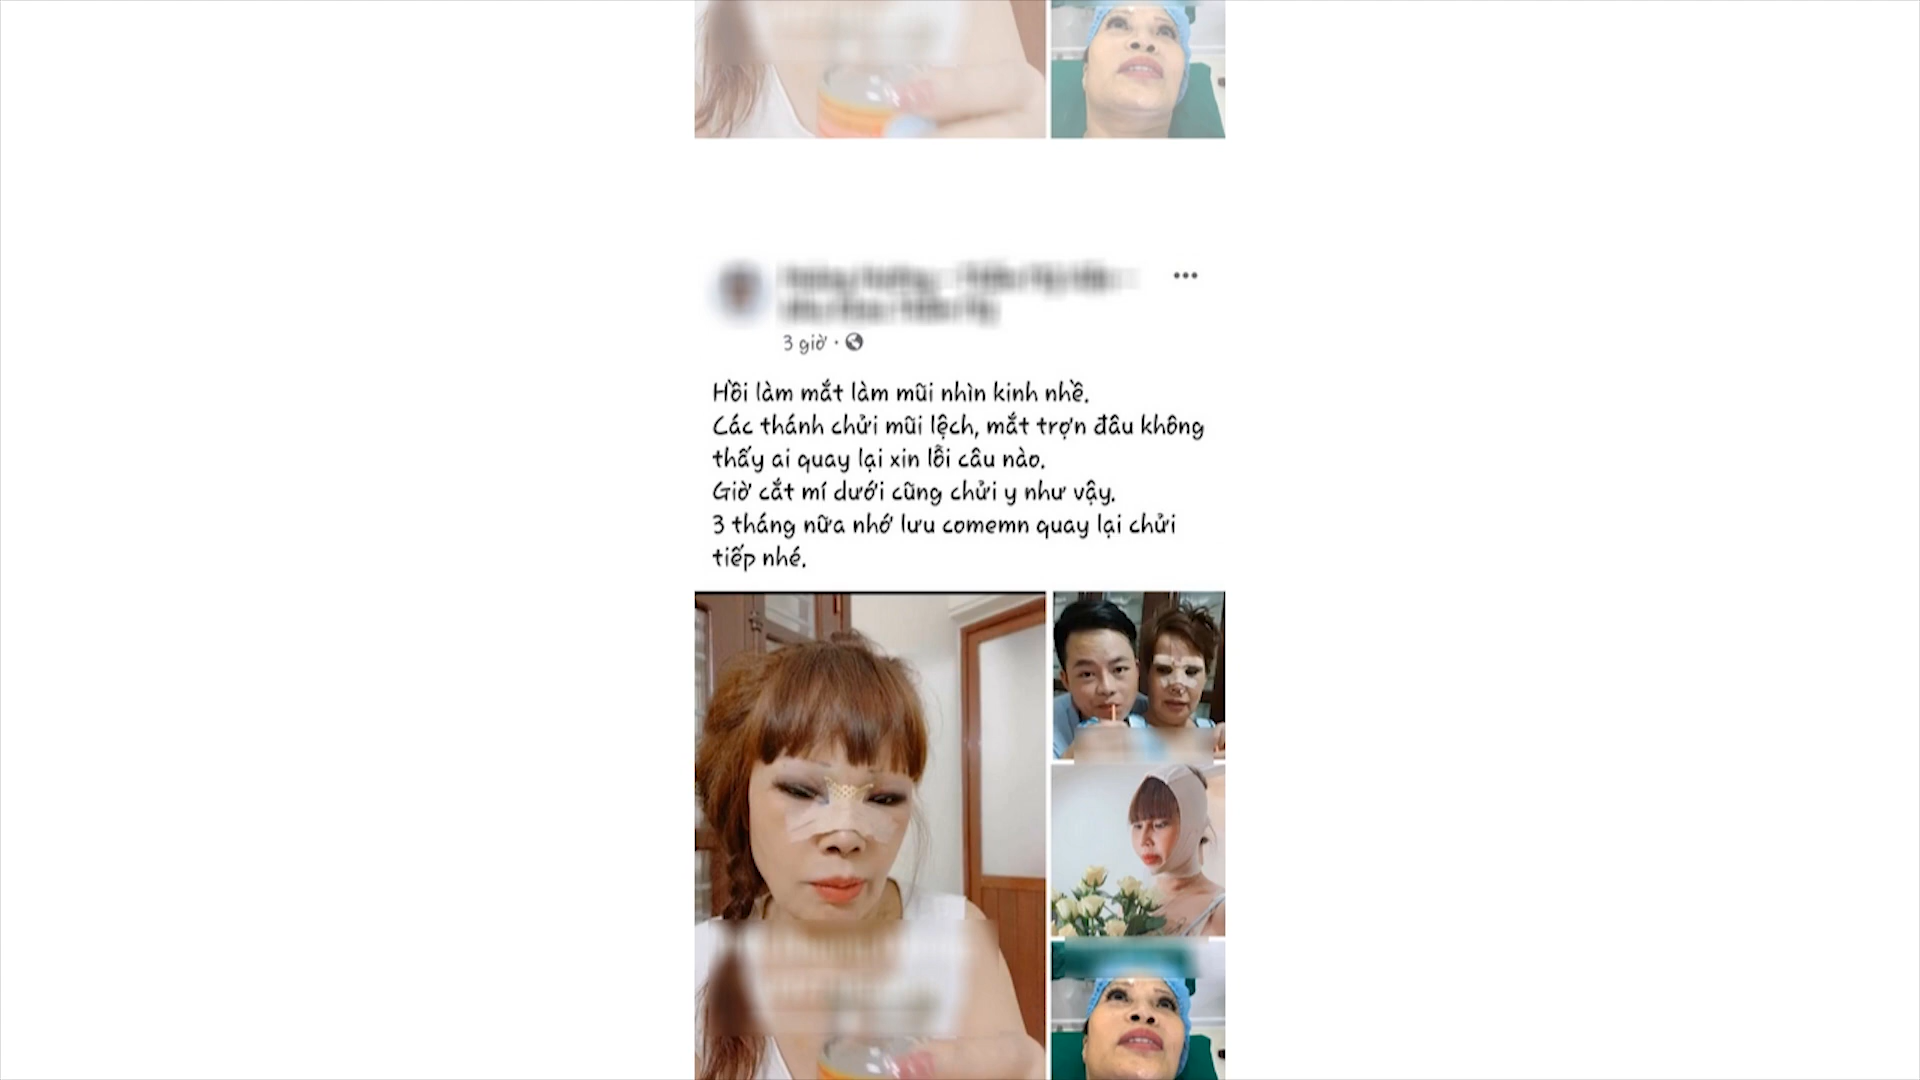 3 giờ ·
Hồi làm mắt làm mũi nhìn kinh nhề.
Các thánh chửi mũi lệch, mắt trợn đâu không
thấy ai quay lại xin lỗi câu nào.
Giờ cắt mí dưới cũng chửi y như vậy.
3 tháng nữa nhớ lưu comemn quay lại chửi
tiếp nhé.